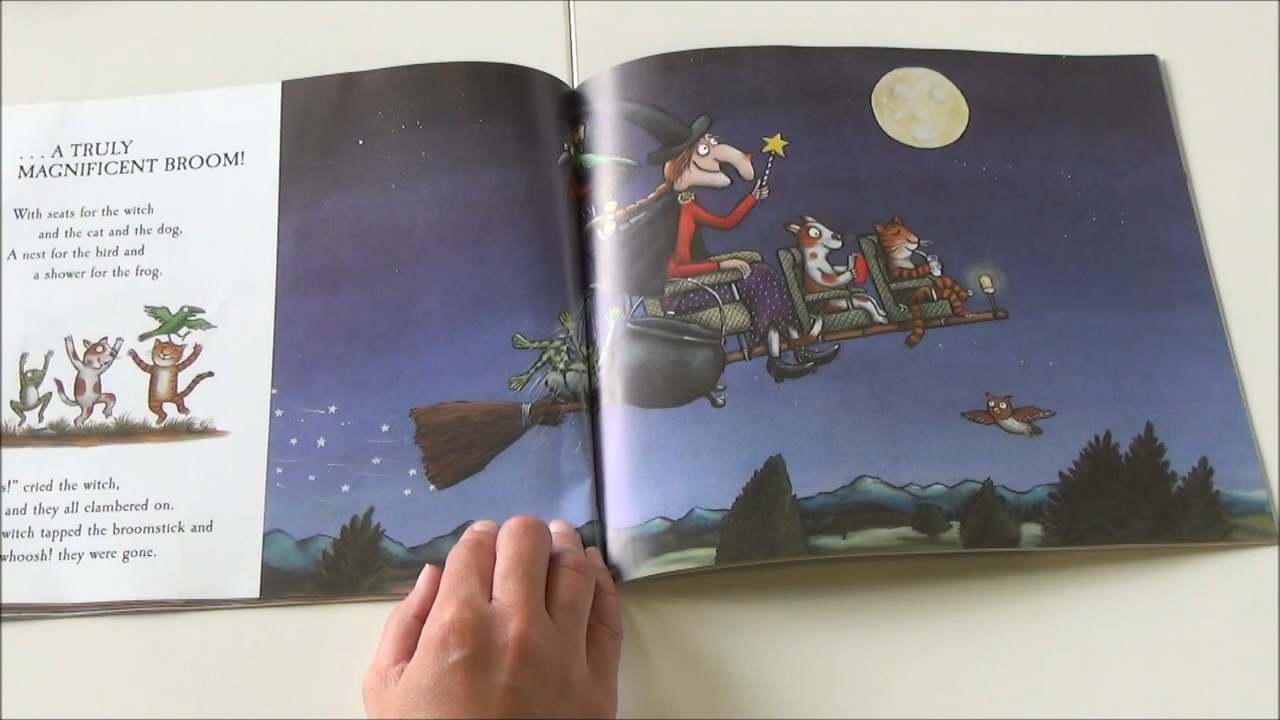 . . . A TRULY
MAGNIFICENT BROOM!
With seats for the witch
and the cat and the dog,
A nest for the bird and
a shower for the frog.
s!” cried the witch,
and they all clambered on.
witch tapped the broomstick and
whoosh! they were gone.